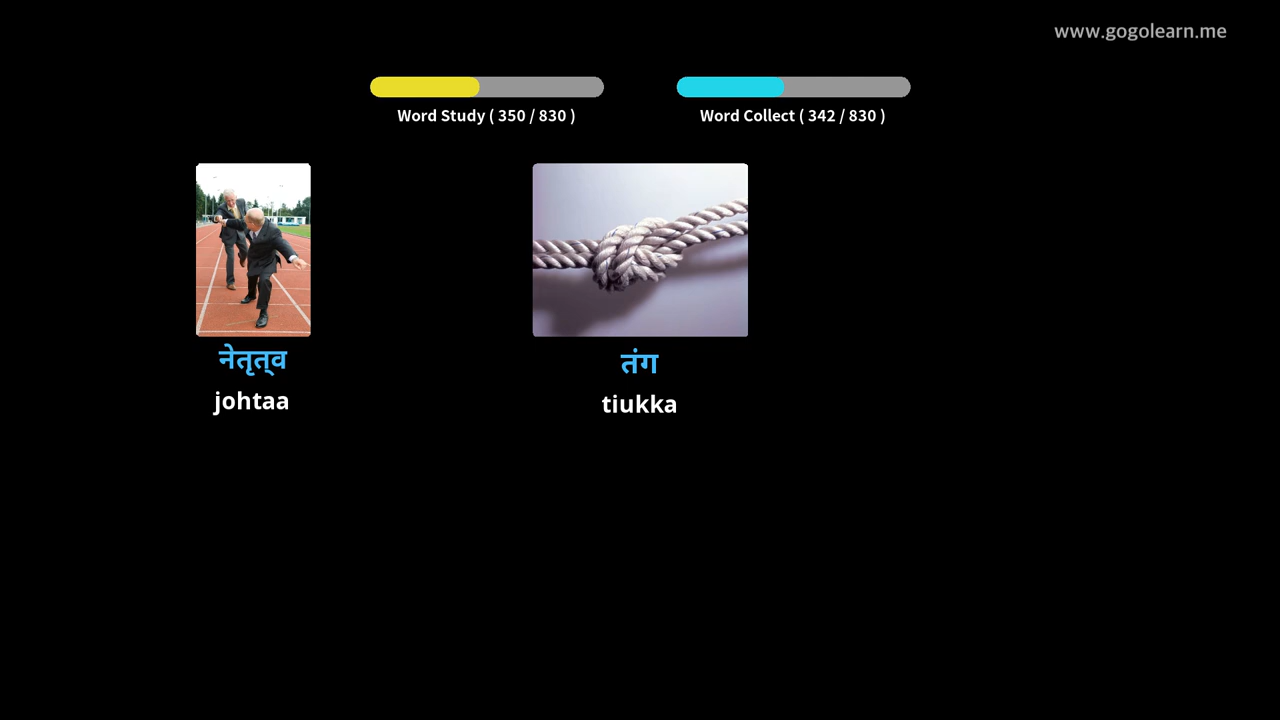 www.gogolearn.me
Word Study ( 350 / 830 )
Word Collect ( 342 / 830 )
नेतृत्व
johtaa
तंग
tiukka